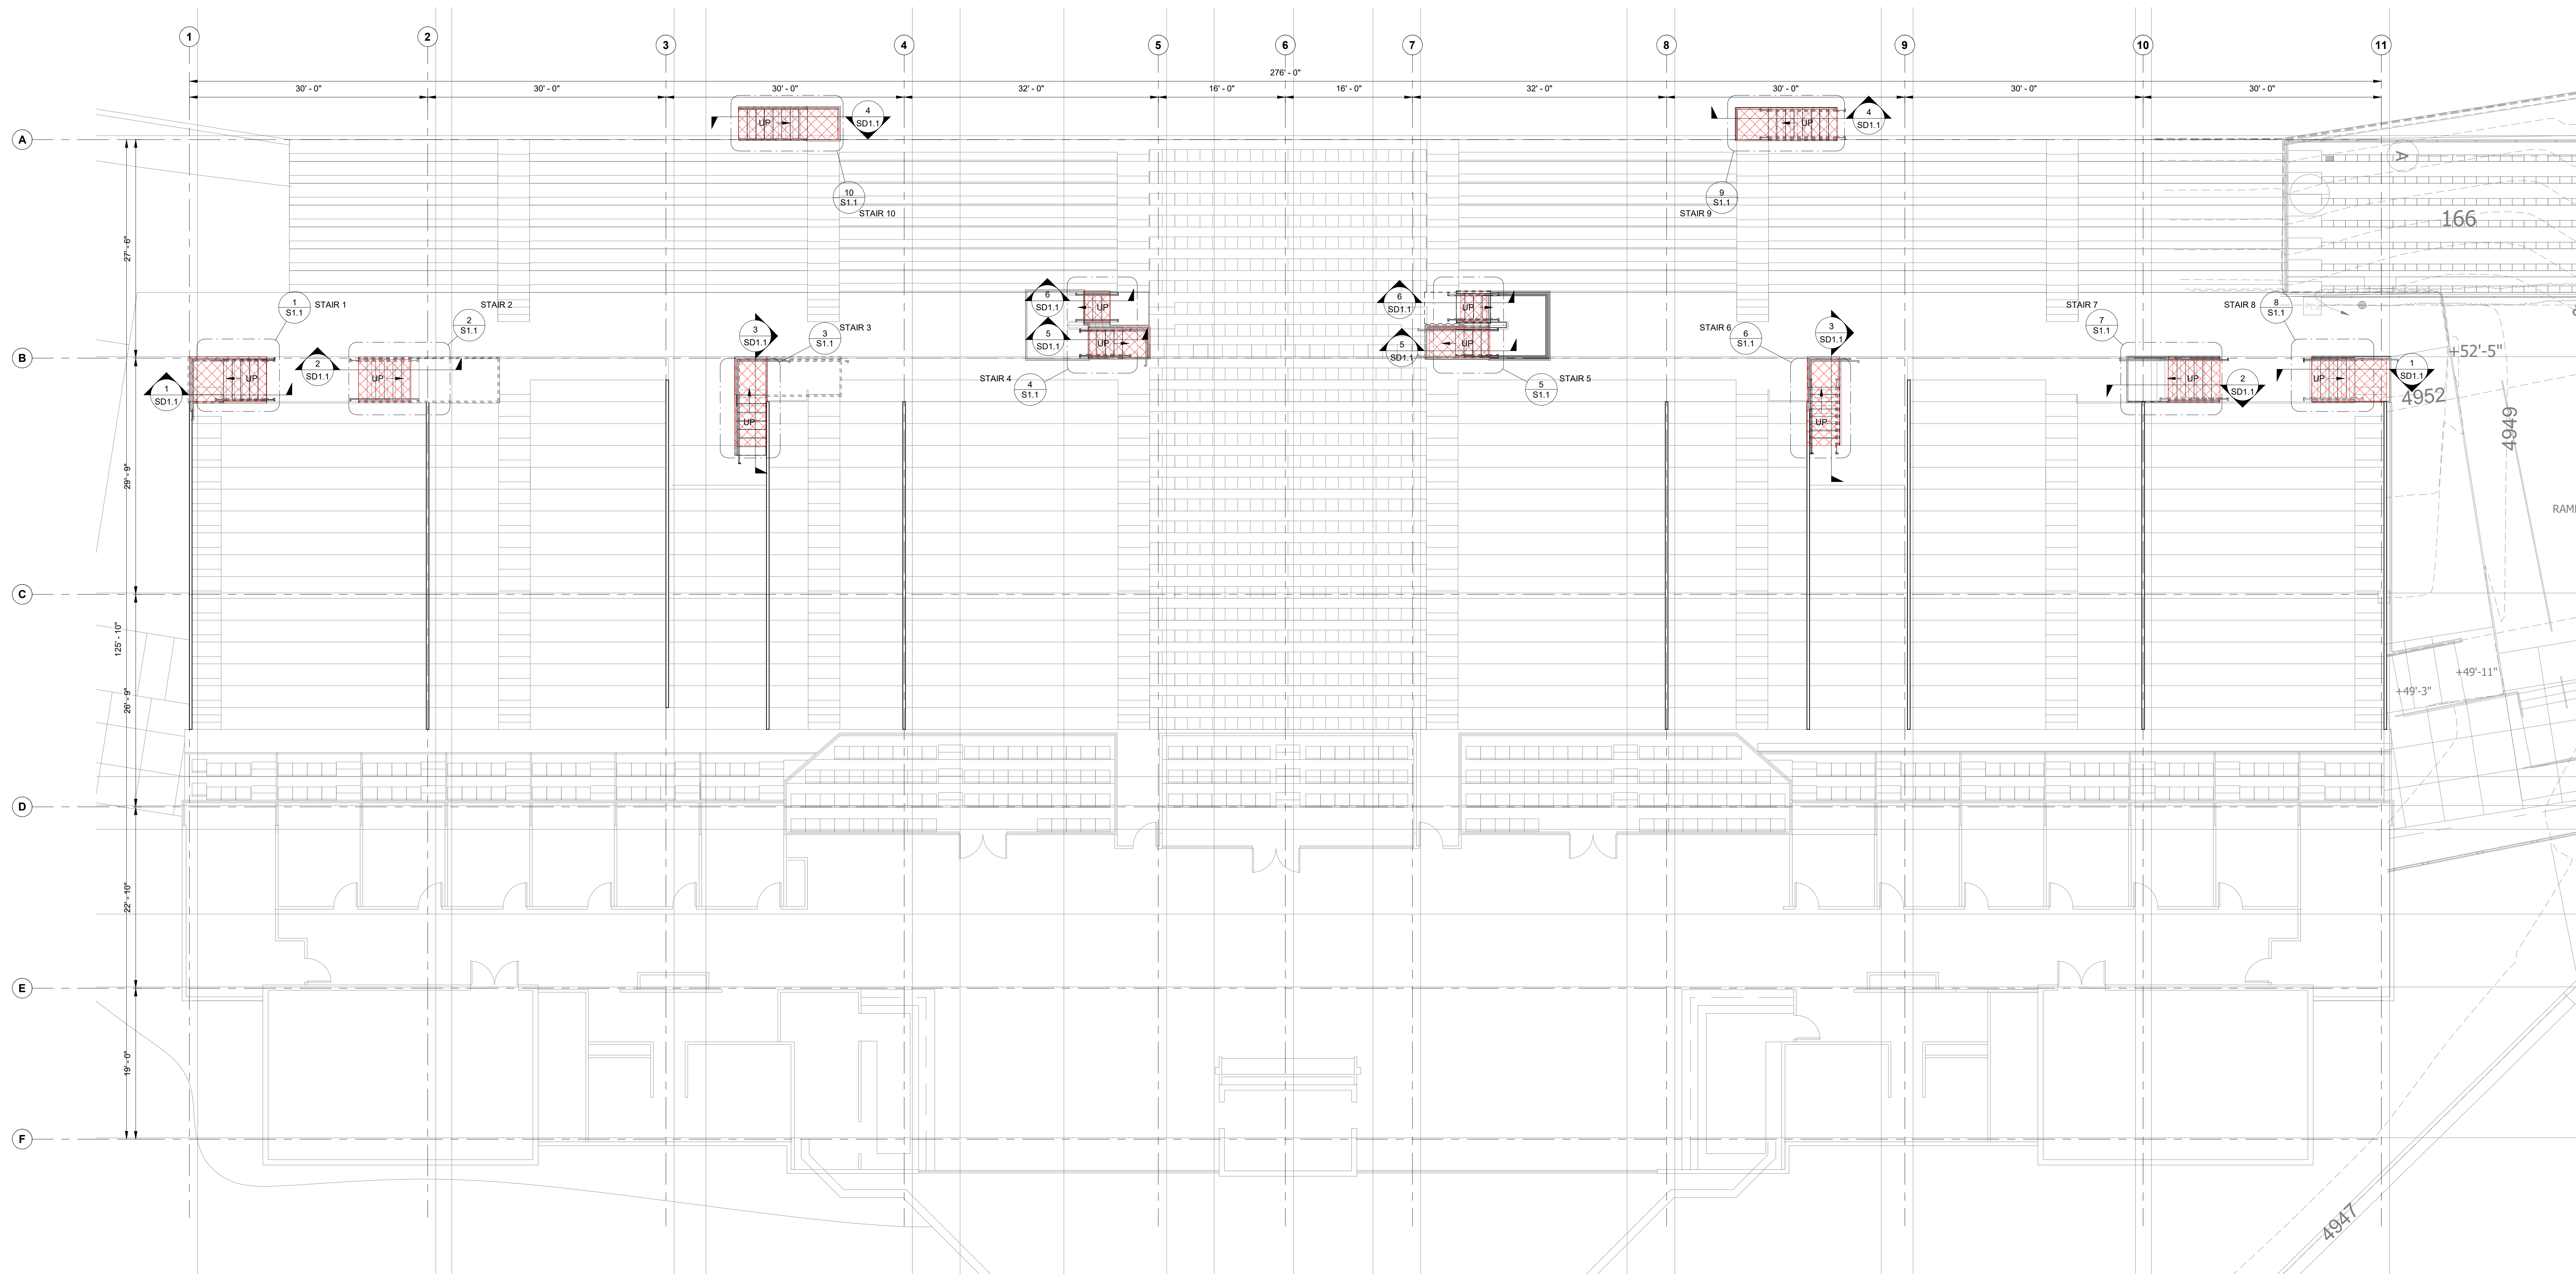 1
2
3
4
5
6
7
8
9
10
11
276' - 0"
30' - 0"
30' - 0"
30' - 0"
32' - 0"
16' - 0"
16' - 0"
32' - 0"
30' - 0"
30' - 0"
30' - 0"
A
UP
4
SD1.1
UP
4
SD1.1
A
10
S1.1
STAIR 10
9
S1.1
STAIR 9
166
27' - 6"
1
S1.1
STAIR 1
STAIR 2
2
S1.1
3
SD1.1
3
S1.1
STAIR 3
6
SD1.1
UP
5
SD1.1
UP
6
SD1.1
UP
5
SD1.1
UP
STAIR 6
6
S1.1
3
SD1.1
STAIR 7
7
S1.1
STAIR 8
8
S1.1
+52'-5"
B
1
SD1.1
UP
2
SD1.1
UP
UP
STAIR 4
4
S1.1
STAIR 5
5
S1.1
UP
UP
2
SD1.1
UP
1
SD1.1
4952
4949
29' - 9"
RAM
C
125' - 10"
26' - 9"
+49'-11"
+49'-3"
D
22' - 10"
E
19' - 0"
F
4947